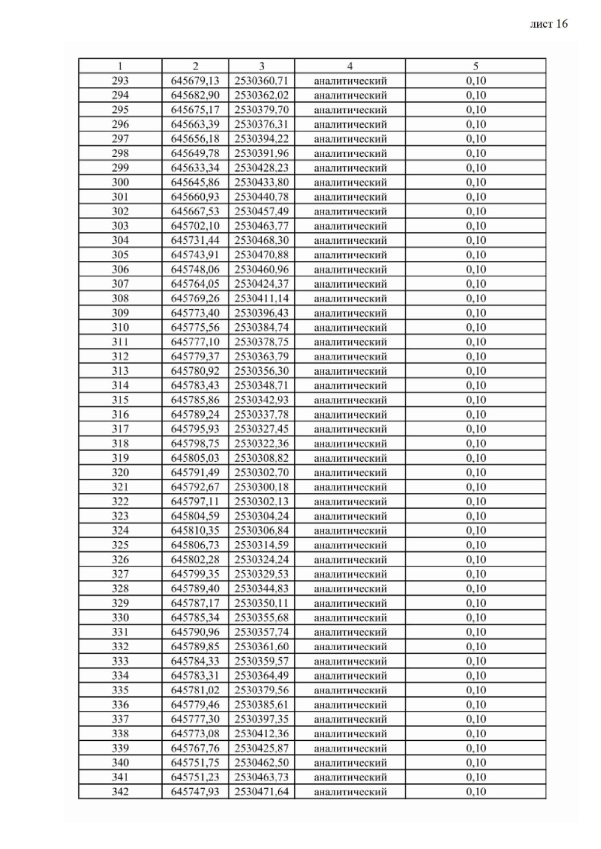 лист 16
1 2 3 4 5
293 645679,13 2530360,71 аналитический 0,10
294 645682,90 2530362,02 аналитический 0,10
295 645675,17 2530379,70 аналитический 0,10
296 645663,39 2530376,31 аналитический 0,10
297 645656,18 2530394,22 аналитический 0,10
298 645649,78 2530391,96 аналитический 0,10
299 645633,34 2530428,23 аналитический 0,10
300 645645,86 2530433,80 аналитический 0,10
301 645660,93 2530440,78 аналитический 0,10
302 645667,53 2530457,49 аналитический 0,10
303 645702,10 2530463,77 аналитический 0,10
304 645731,44 2530468,30 аналитический 0,10
305 645743,91 2530470,88 аналитический 0,10
306 645748,06 2530460,96 аналитический 0,10
307 645764,05 2530424,37 аналитический 0,10
308 645769,26 2530411,14 аналитический 0,10
309 645773,40 2530396,43 аналитический 0,10
310 645775,56 2530384,74 аналитический 0,10
311 645777,10 2530378,75 аналитический 0,10
312 645779,37 2530363,79 аналитический 0,10
313 645780,92 2530356,30 аналитический 0,10
314 645783,43 2530348,71 аналитический 0,10
315 645785,86 2530342,93 аналитический 0,10
316 645789,24 2530337,78 аналитический 0,10
317 645795,93 2530327,45 аналитический 0,10
318 645798,75 2530322,36 аналитический 0,10
319 645805,03 2530308,82 аналитический 0,10
320 645791,49 2530302,70 аналитический 0,10
321 645792,67 2530300,18 аналитический 0,10
322 645797,11 2530302,13 аналитический 0,10
323 645804,59 2530304,24 аналитический 0,10
324 645810,35 2530306,84 аналитический 0,10
325 645806,73 2530314,59 аналитический 0,10
326 645802,28 2530324,24 аналитический 0,10
327 645799,35 2530329,53 аналитический 0,10
328 645789,40 2530344,83 аналитический 0,10
329 645787,17 2530350,11 аналитический 0,10
330 645785,34 2530355,68 аналитический 0,10
331 645790,96 2530357,74 аналитический 0,10
332 645789,85 2530361,60 аналитический 0,10
333 645784,33 2530359,57 аналитический 0,10
334 645783,31 2530364,49 аналитический 0,10
335 645781,02 2530379,56 аналитический 0,10
336 645779,46 2530385,61 аналитический 0,10
337 645777,30 2530397,35 аналитический 0,10
338 645773,08 2530412,36 аналитический 0,10
339 645767,76 2530425,87 аналитический 0,10
340 645751,75 2530462,50 аналитический 0,10
341 645751,23 2530463,73 аналитический 0,10
342 645747,93 2530471,64 аналитический 0,10